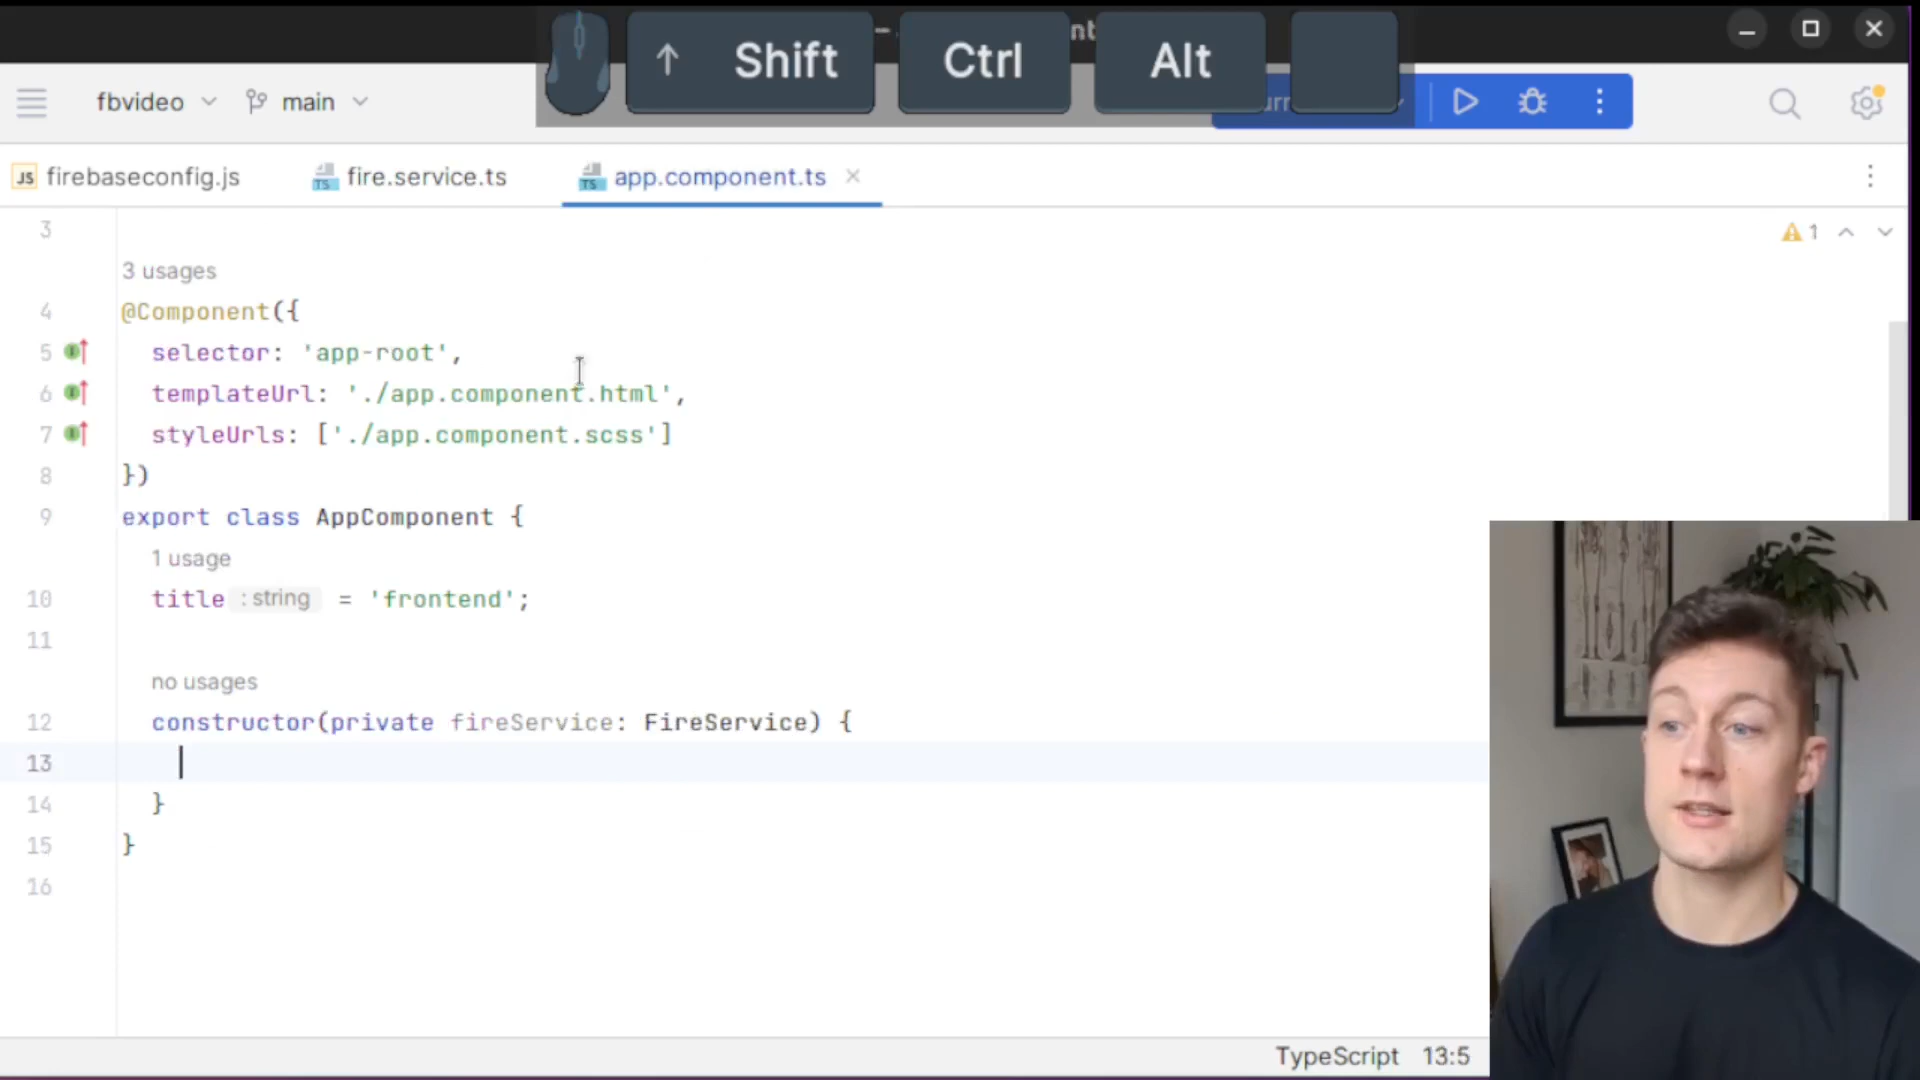 ↑ Shift Ctrl Alt
fbvideo main
firebaseconfig.js fire.service.ts app.component.ts
3
1
3 usages
4 @Component({
5 selector: 'app-root',
6 templateUrl: './app.component.html',
7 styleUrls: ['./app.component.scss']
8 })
9 export class AppComponent {
1 usage
10 title : string = 'frontend';
11
no usages
12 constructor(private fireService: FireService) {
13
14 }
15 }
16
TypeScript 13:5